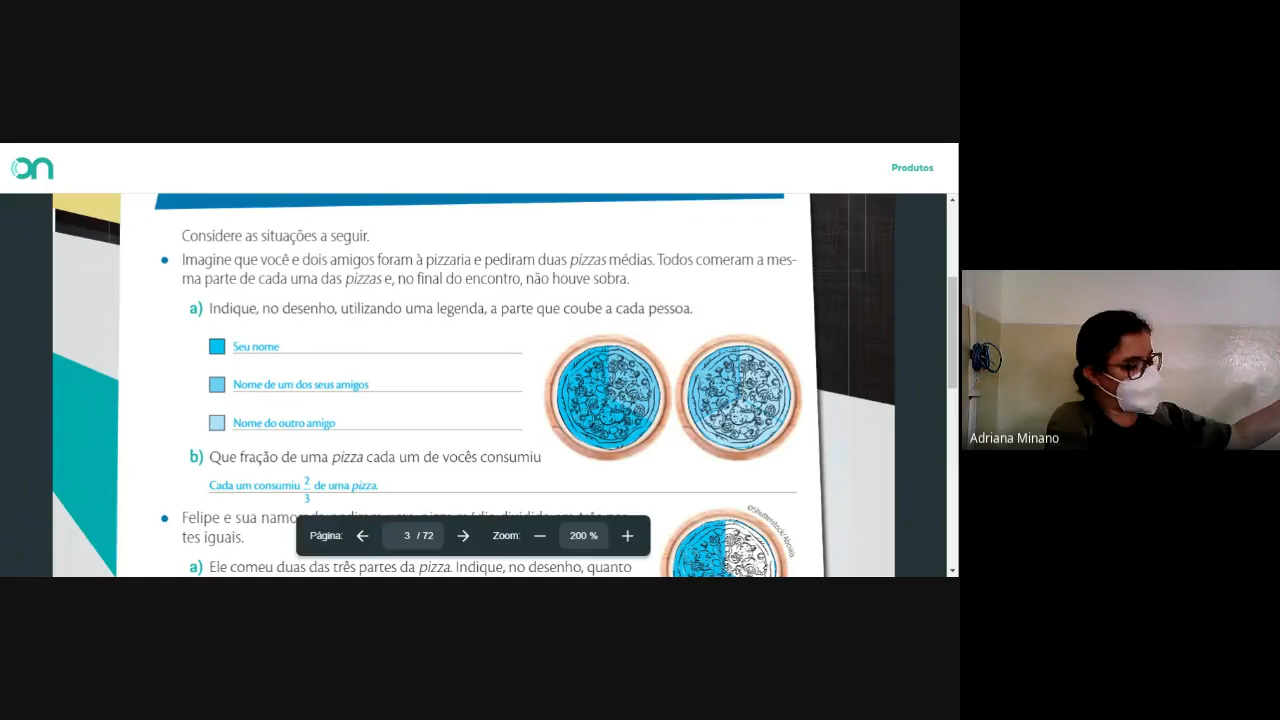 on
Produtos
Considere as situações a seguir.
Imagine que você e dois amigos foram à pizzaria e pediram duas pizzas médias. Todos comeram a mes-
ma parte de cada uma das pizzas e, no final do encontro, não houve sobra.
a) Indique, no desenho, utilizando uma legenda, a parte que coube a cada pessoa.
Seu nome
Nome de um dos seus amigos
Nome do outro amigo
b) Que fração de uma pizza cada um de vocês consumiu
Cada um consumiu 2/3 de uma pizza.
©Shutterstock/Abolkis
Felipe e sua
tes iguais.
Página: 3 / 72 Zoom: 200 %
a) Ele comeu duas das três partes da pizza. Indique, no desenho, quanto
Adriana Minano